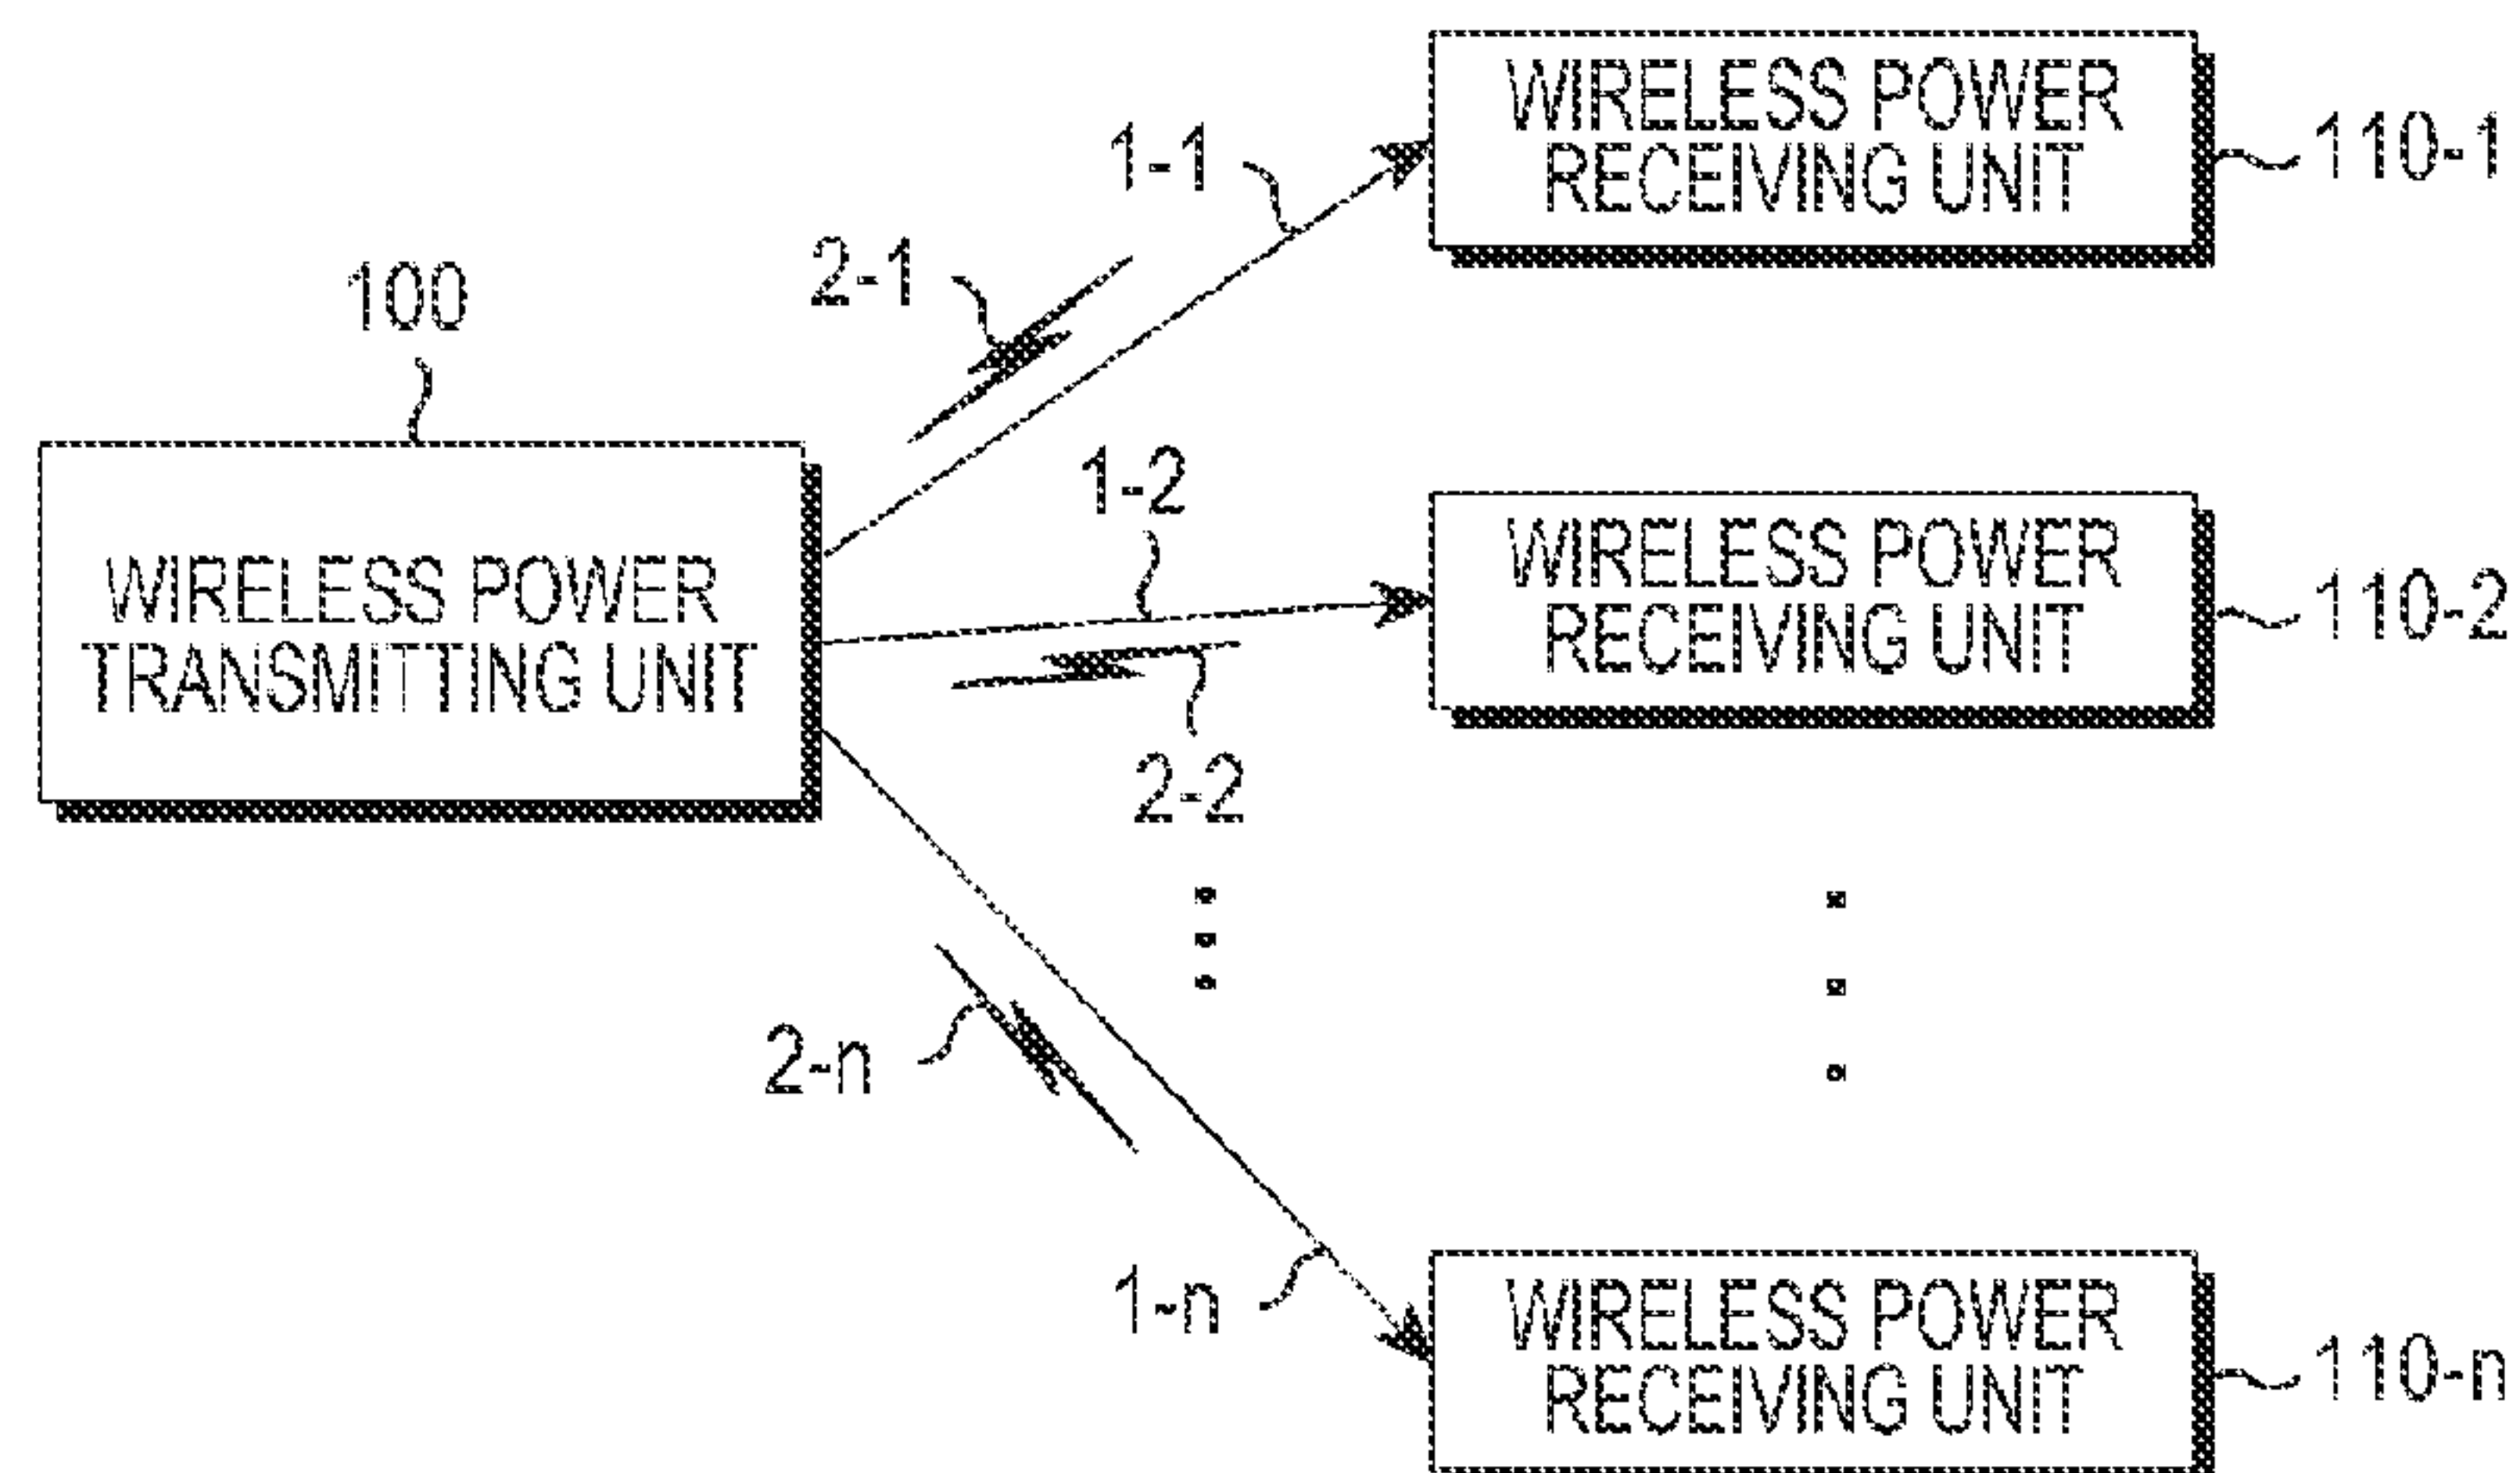 WIRELESS POWER
RECEIVING UNIT
110-1
1-1
2-1
100
1-2
WIRELESS POWER
RECEIVING UNIT
110-2
WIRELESS POWER
TRANSMITTING UNIT
2-2
2-n
1-n
WIRELESS POWER
RECEIVING UNIT
110-n